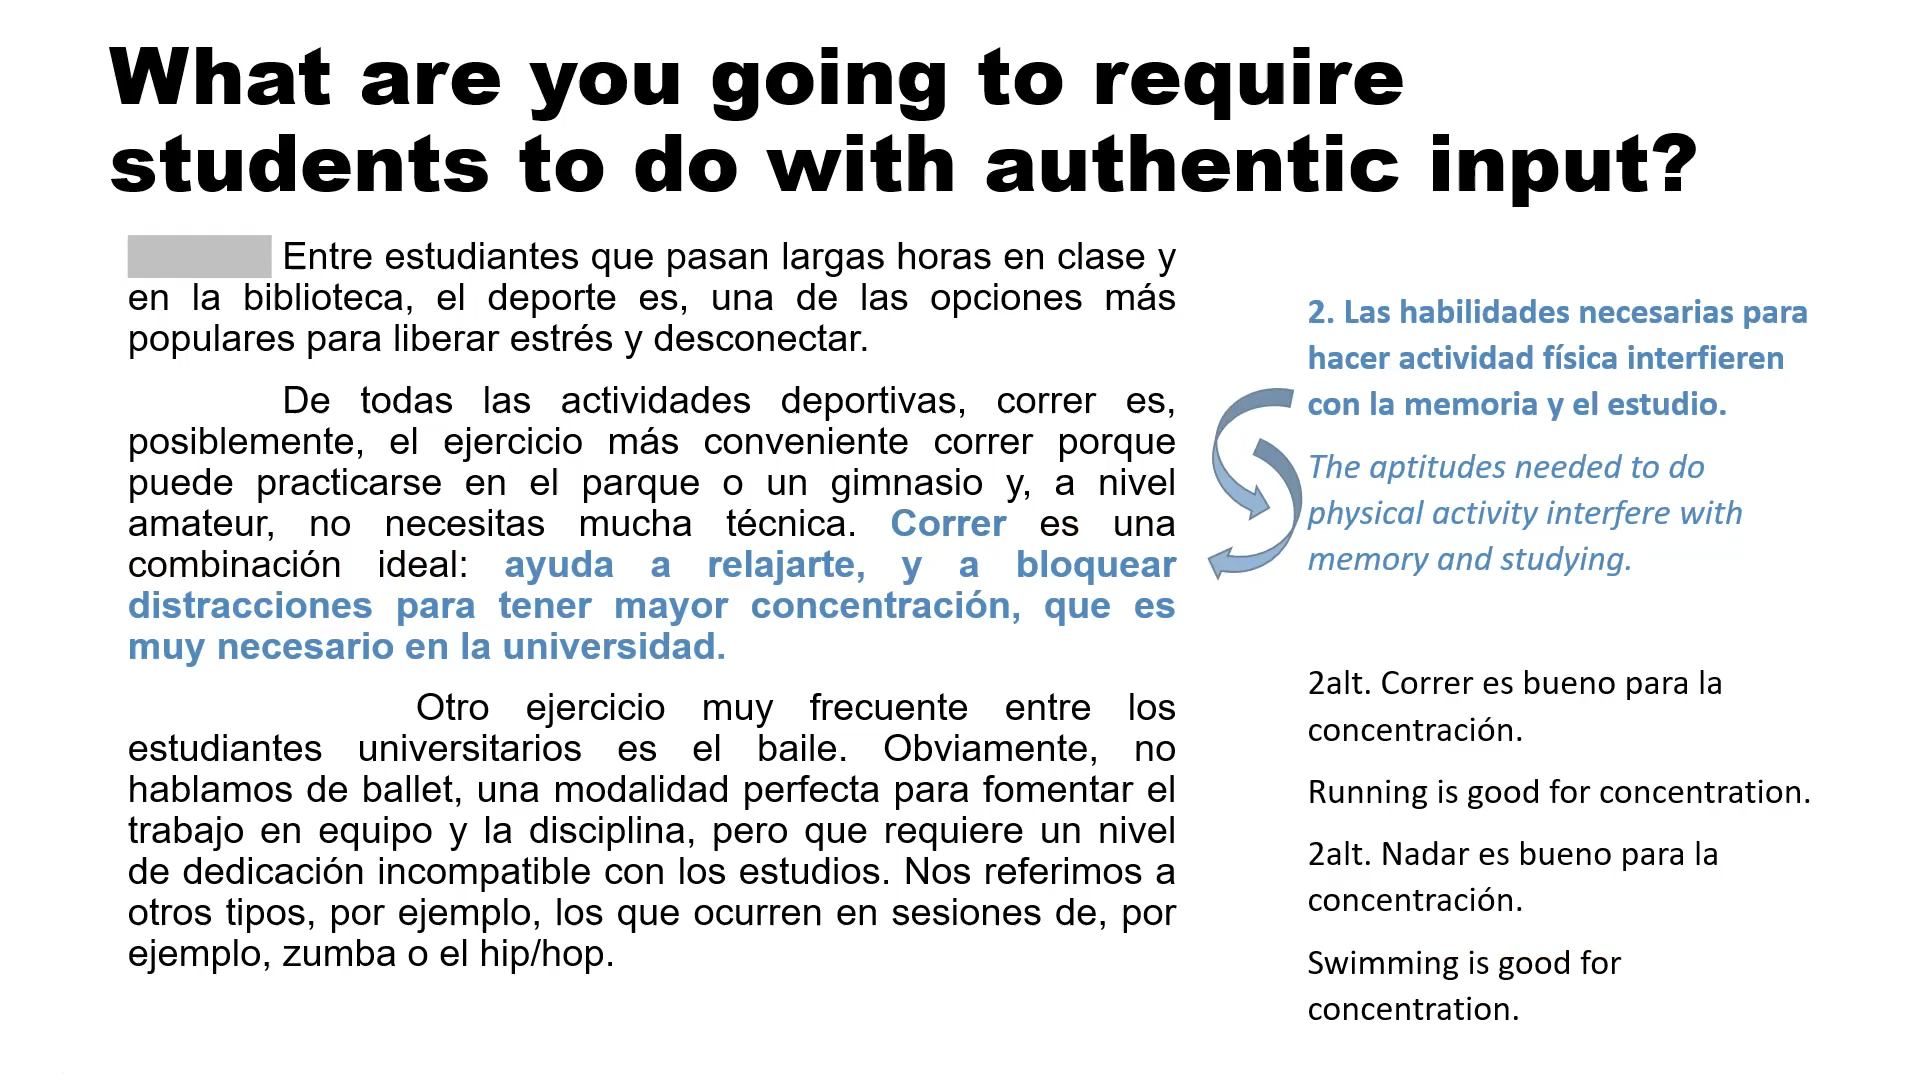 What are you going to require
students to do with authentic input?
Entre estudiantes que pasan largas horas en clase y
en la biblioteca, el deporte es, una de las opciones más
populares para liberar estrés y desconectar.
De todas las actividades deportivas, correr es,
posiblemente, el ejercicio más conveniente correr porque
puede practicarse en el parque o un gimnasio y, a nivel
amateur, no necesitas mucha técnica. Correr es una
combinación ideal: ayuda a relajarte, y a bloquear
distracciones para tener mayor concentración, que es
muy necesario en la universidad.
Otro ejercicio muy frecuente entre los
estudiantes universitarios es el baile. Obviamente, no
hablamos de ballet, una modalidad perfecta para fomentar el
trabajo en equipo y la disciplina, pero que requiere un nivel
de dedicación incompatible con los estudios. Nos referimos a
otros tipos, por ejemplo, los que ocurren en sesiones de, por
ejemplo, zumba o el hip/hop.
2. Las habilidades necesarias para
hacer actividad física interfieren
con la memoria y el estudio.
The aptitudes needed to do
physical activity interfere with
memory and studying.
2alt. Correr es bueno para la
concentración.
Running is good for concentration.
2alt. Nadar es bueno para la
concentración.
Swimming is good for
concentration.